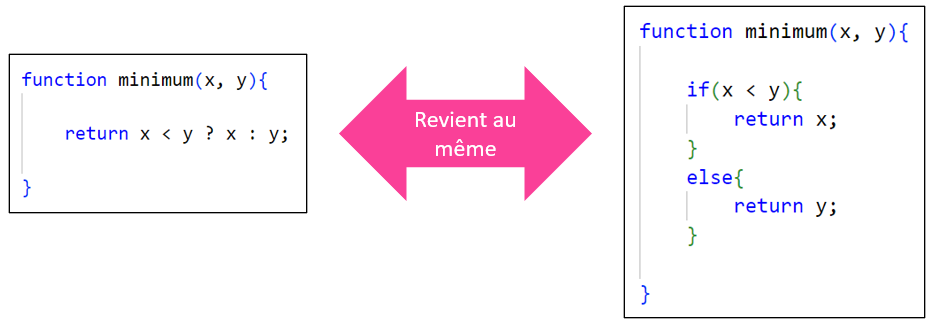 function minimum(x, y){
return x < y ? x : y;
}
Revient au
même
function minimum(x, y){
if(x < y){
return x;
}
else{
return y;
}
}